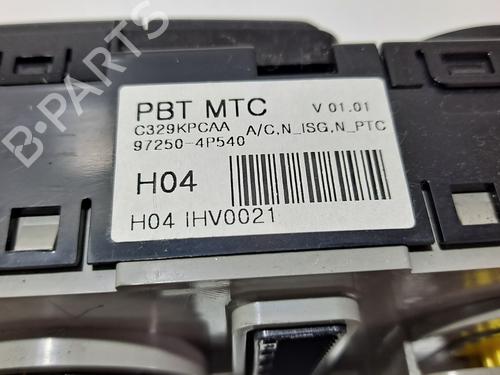 PBT MTC V 01.01
C329KPCAA A/C,N_ISG,N_PTC
97250-4P540
H04
H04 IHV0021
B-PARTS